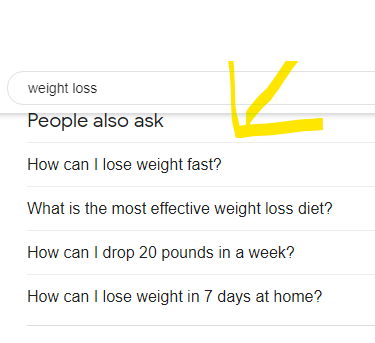 weight loss
People also ask
How can I lose weight fast?
What is the most effective weight loss diet?
How can I drop 20 pounds in a week?
How can I lose weight in 7 days at home?